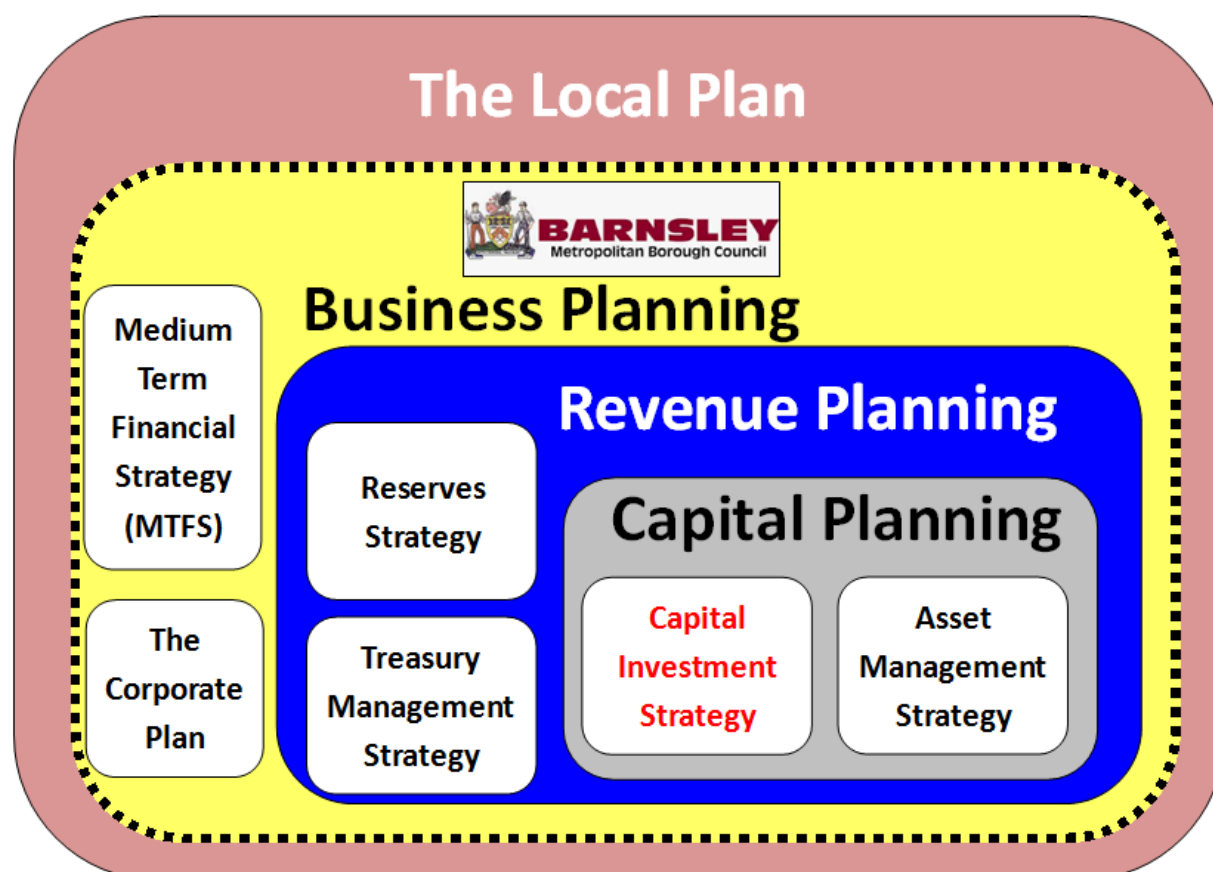 The Local Plan
BARNSLEY
Metropolitan Borough Council
Business Planning
Medium
Term
Financial
Strategy
(MTFS)
The
Corporate
Plan
Revenue Planning
Reserves
Strategy
Treasury
Management
Strategy
Capital Planning
Capital
Investment
Strategy
Asset
Management
Strategy